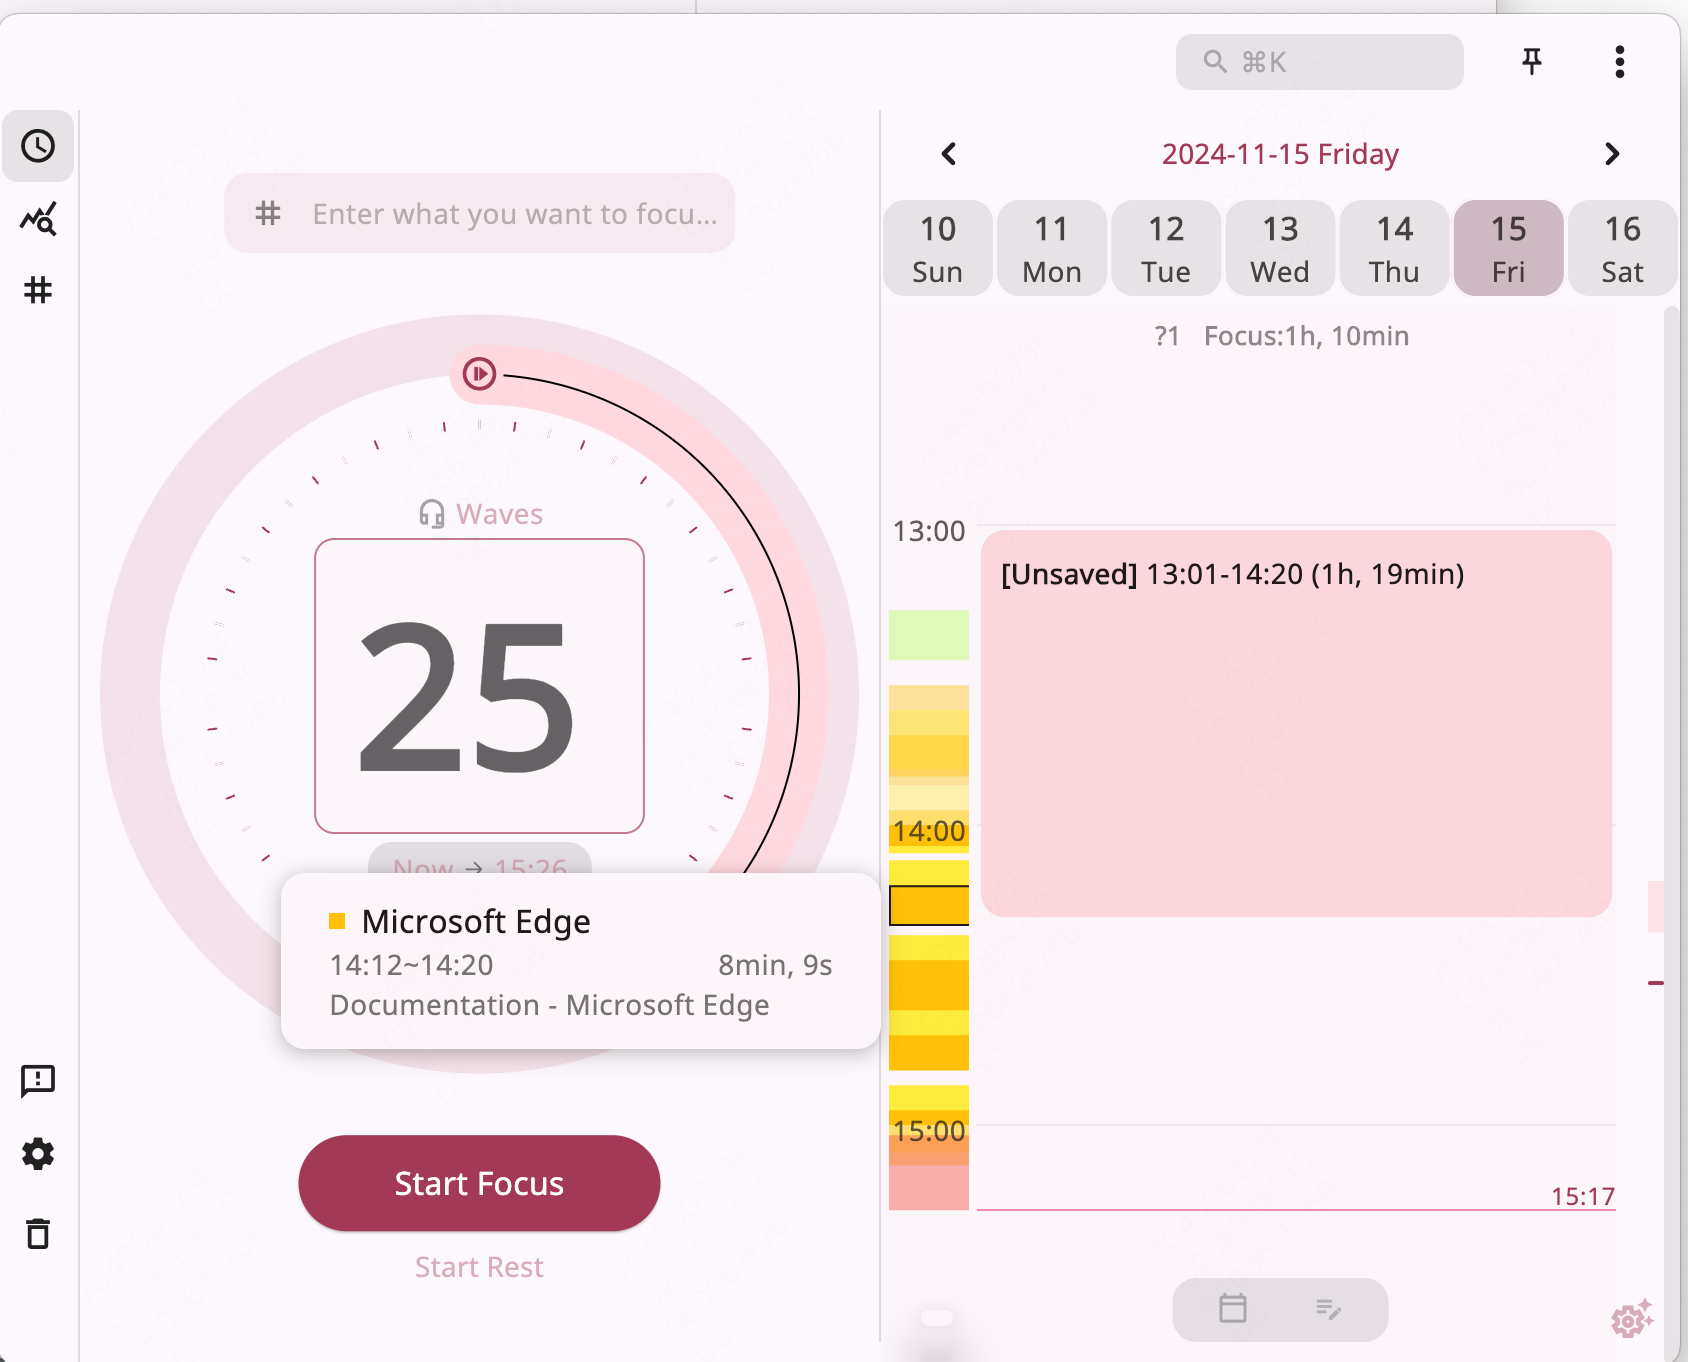 ⌘K
2024-11-15 Friday
Enter what you want to focu...
10 11 12 13 14 15 16
Sun Mon Tue Wed Thu Fri Sat
?1 Focus:1h, 10min
Waves
25
Now → 15:26
13:00
[Unsaved] 13:01-14:20 (1h, 19min)
14:00
Microsoft Edge
14:12~14:20 8min, 9s
Documentation - Microsoft Edge
15:00
15:17
Start Focus
Start Rest